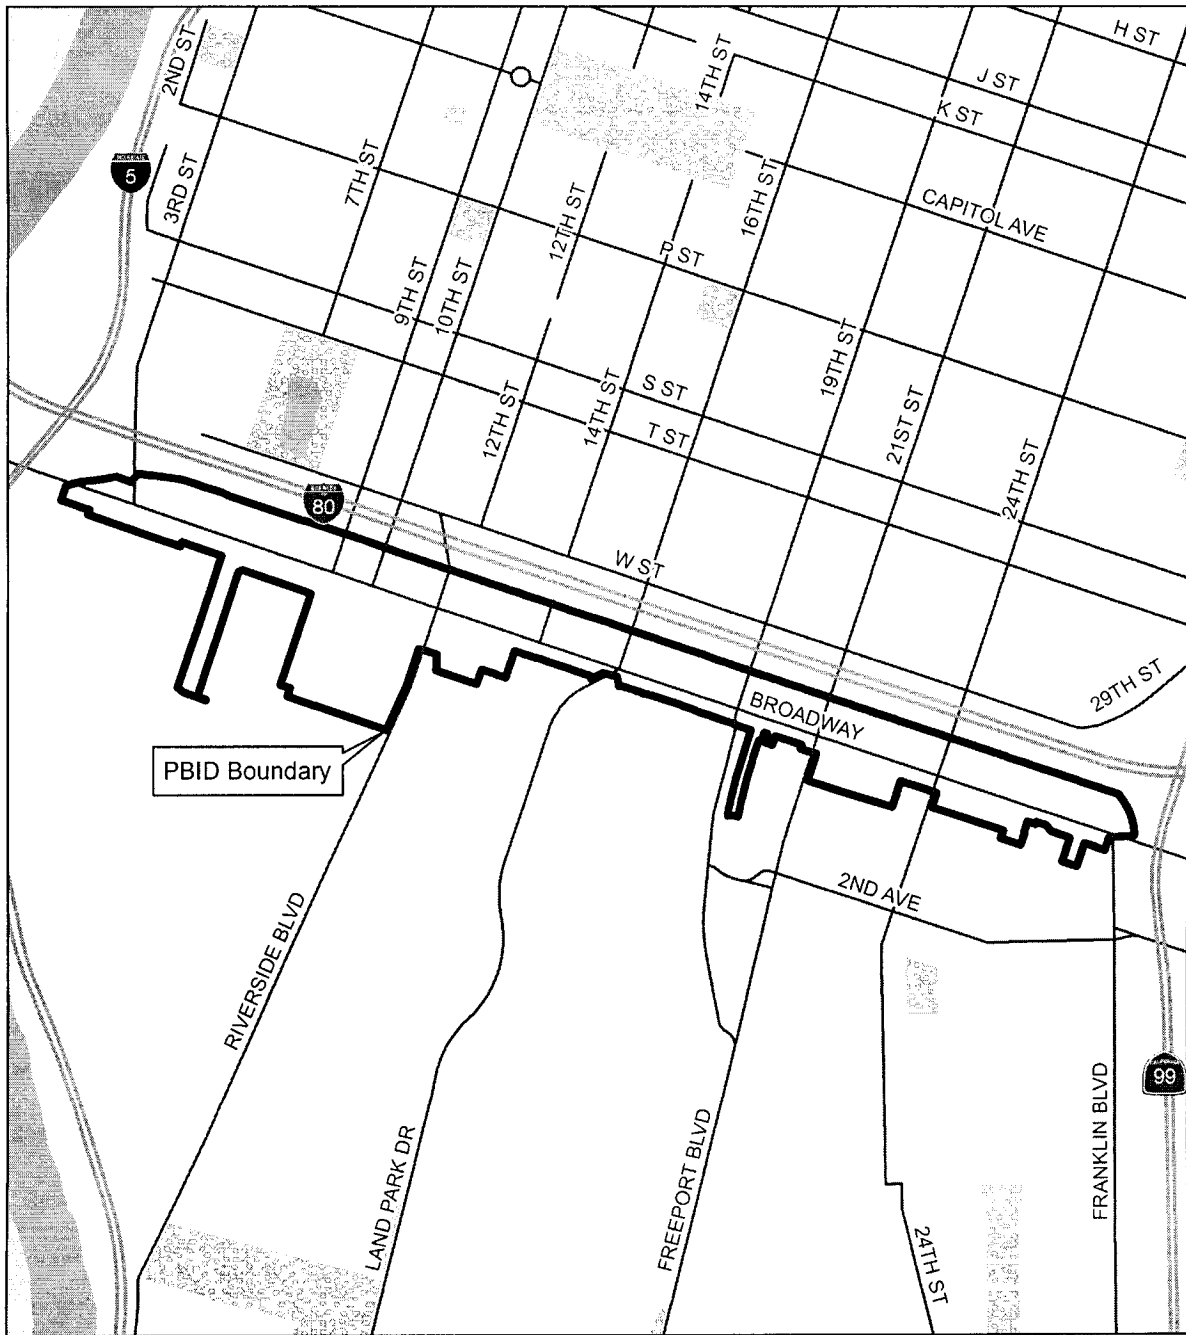 H ST
2ND ST
14TH ST
J ST
K ST
5
3RD ST
7TH ST
12TH ST
16TH ST
CAPITOL AVE
P ST
9TH ST
10TH ST
19TH ST
S ST
12TH ST
14TH ST
T ST
21ST ST
24TH ST
80
W ST
29TH ST
BROADWAY
PBID Boundary
2ND AVE
RIVERSIDE BLVD
99
LAND PARK DR
FREEPORT BLVD
FRANKLIN BLVD
24TH ST